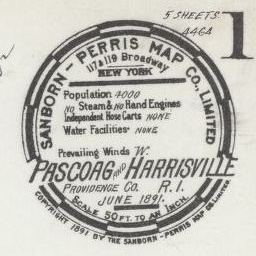 5 SHEETS.
4464
1
SANBORN - PERRIS MAP CO., LIMITED
117 & 119 Broadway
NEW YORK
Population 4000
No Steam & No Hand Engines
Independent Hose Carts NONE
Water Facilities NONE
Prevailing Winds W.
PASCOAG AND HARRISVILLE
PROVIDENCE CO. R. I.
JUNE 1891.
SCALE 50 FT. TO AN INCH.
COPYRIGHT 1891 BY THE SANBORN - PERRIS MAP CO LIMITED